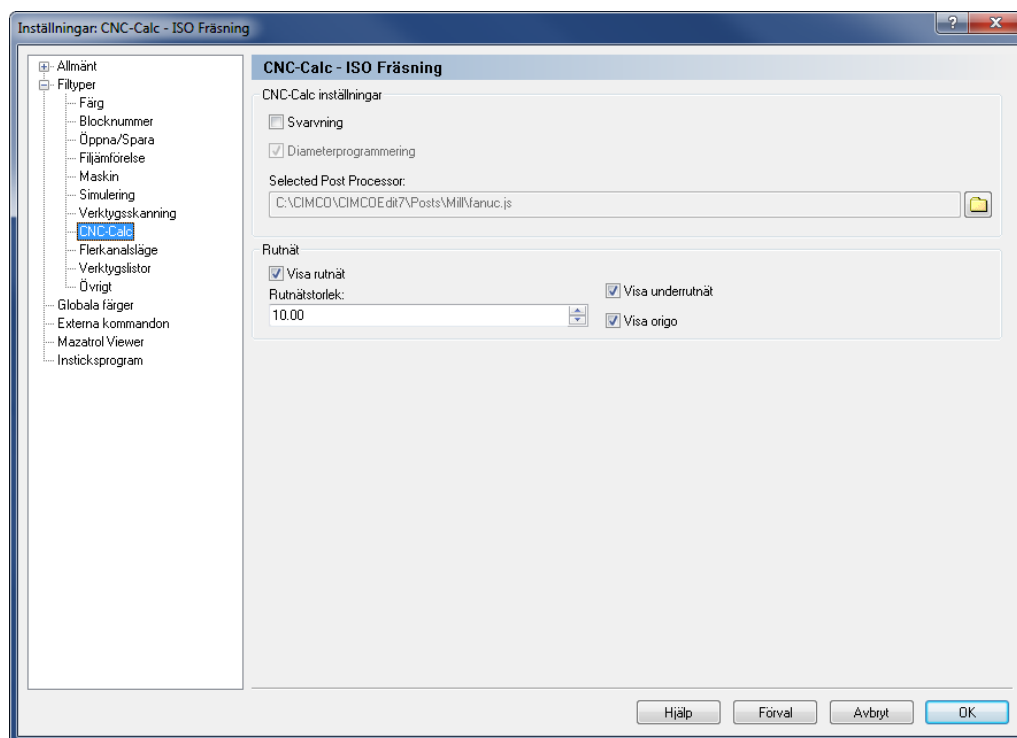 Inställningar: CNC-Calc - ISO Fräsning
Allmänt
Filtyper
Färg
Blocknummer
Öppna/Spara
Filjämförelse
Maskin
Simulering
Verktygsskanning
CNC-Calc
Flerkanalsläge
Verktygslistor
Övrigt
Globala färger
Externa kommandon
Mazatrol Viewer
Insticksprogram
CNC-Calc - ISO Fräsning
CNC-Calc inställningar
Svarvning
Diameterprogrammering
Selected Post Processor:
C:\CIMCO\CIMCOEdit7\Posts\Mill\fanuc.js
Rutnät
Visa rutnät
Rutnätstorlek:
10.00
Visa underrutnät
Visa origo
Hjälp
Förval
Avbryt
OK